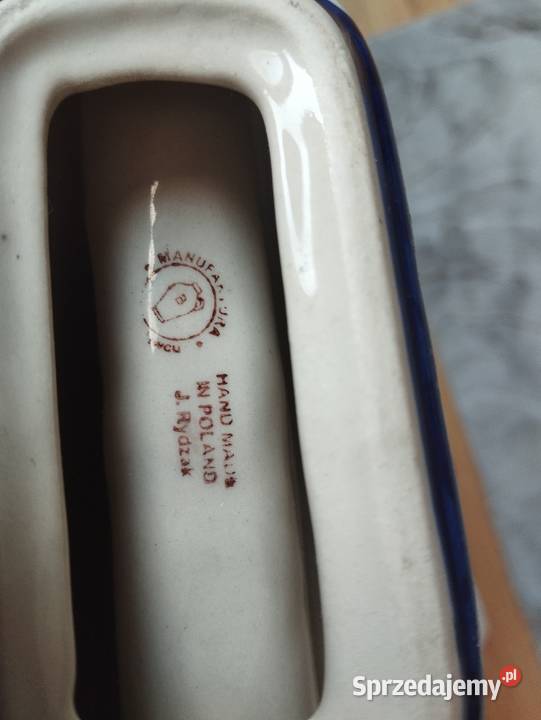 MANUFAKTURA
B
HAND MADE
IN POLAND
J. Rydzak
Sprzedajemy.pl